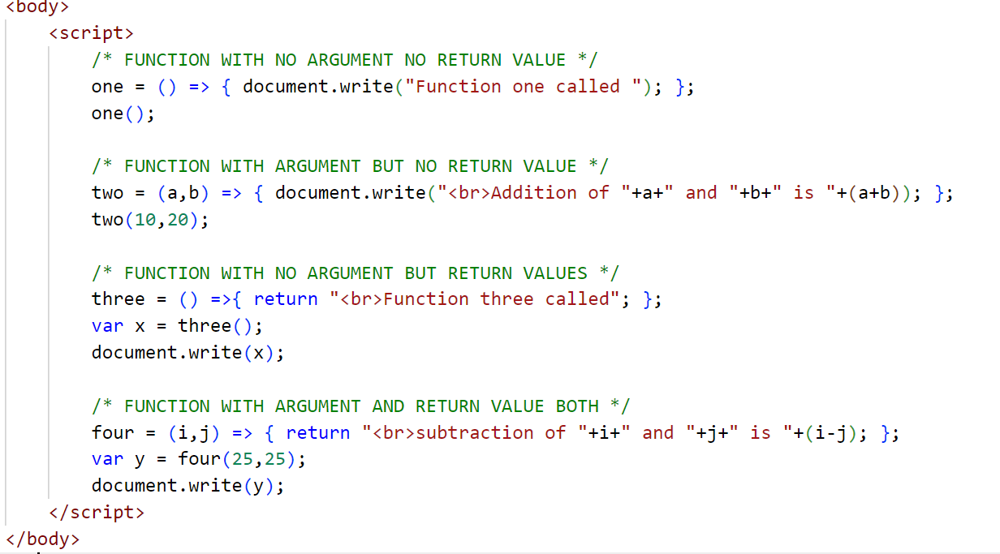 <body>
<script>
/* FUNCTION WITH NO ARGUMENT NO RETURN VALUE */
one = () => { document.write("Function one called "); };
one();
/* FUNCTION WITH ARGUMENT BUT NO RETURN VALUE */
two = (a,b) => { document.write("<br>Addition of "+a+" and "+b+" is "+(a+b)); };
two(10,20);
/* FUNCTION WITH NO ARGUMENT BUT RETURN VALUES */
three = () =>{ return "<br>Function three called"; };
var x = three();
document.write(x);
/* FUNCTION WITH ARGUMENT AND RETURN VALUE BOTH */
four = (i,j) => { return "<br>subtraction of "+i+" and "+j+" is "+(i-j); };
var y = four(25,25);
document.write(y);
</script>
</body>